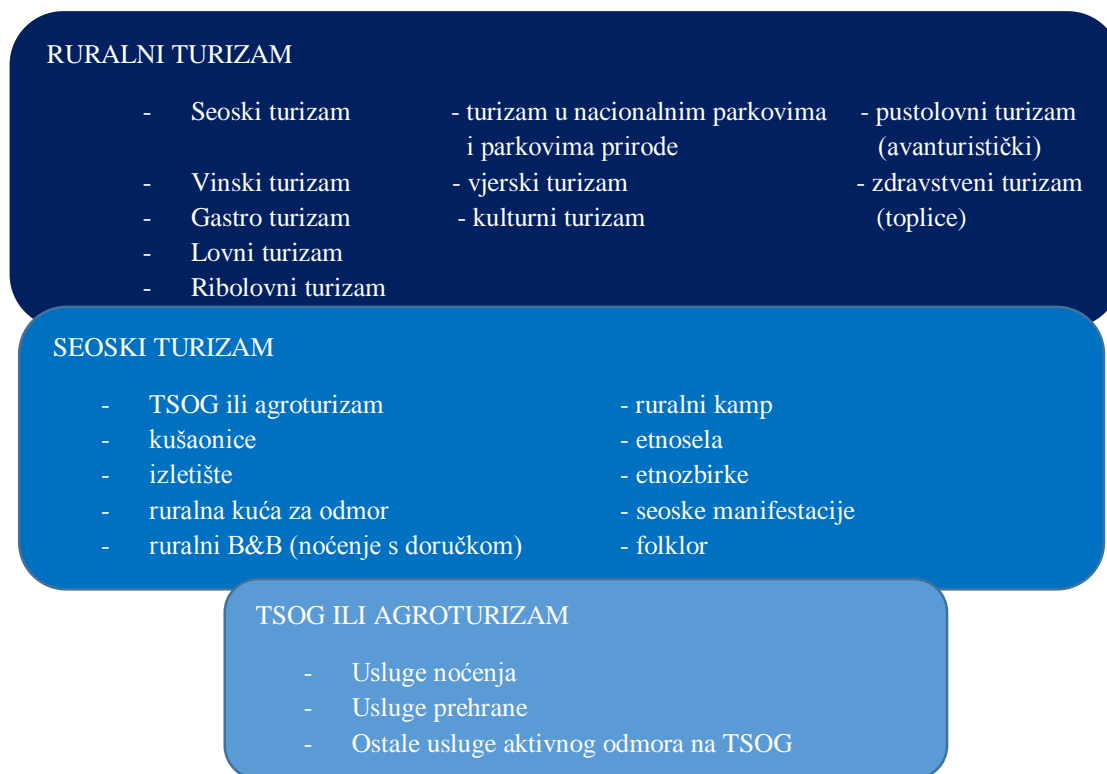 RURALNI TURIZAM
- Seoski turizam - turizam u nacionalnim parkovima - pustolovni turizam
i parkovima prirode (avanturistički)
- Vinski turizam - vjerski turizam - zdravstveni turizam
- Gastro turizam - kulturni turizam (toplice)
- Lovni turizam
- Ribolovni turizam
SEOSKI TURIZAM
- TSOG ili agroturizam - ruralni kamp
- kušaonice - etnosela
- izletište - etnozbirke
- ruralna kuća za odmor - seoske manifestacije
- ruralni B&B (noćenje s doručkom) - folklor
TSOG ILI AGROTURIZAM
- Usluge noćenja
- Usluge prehrane
- Ostale usluge aktivnog odmora na TSOG